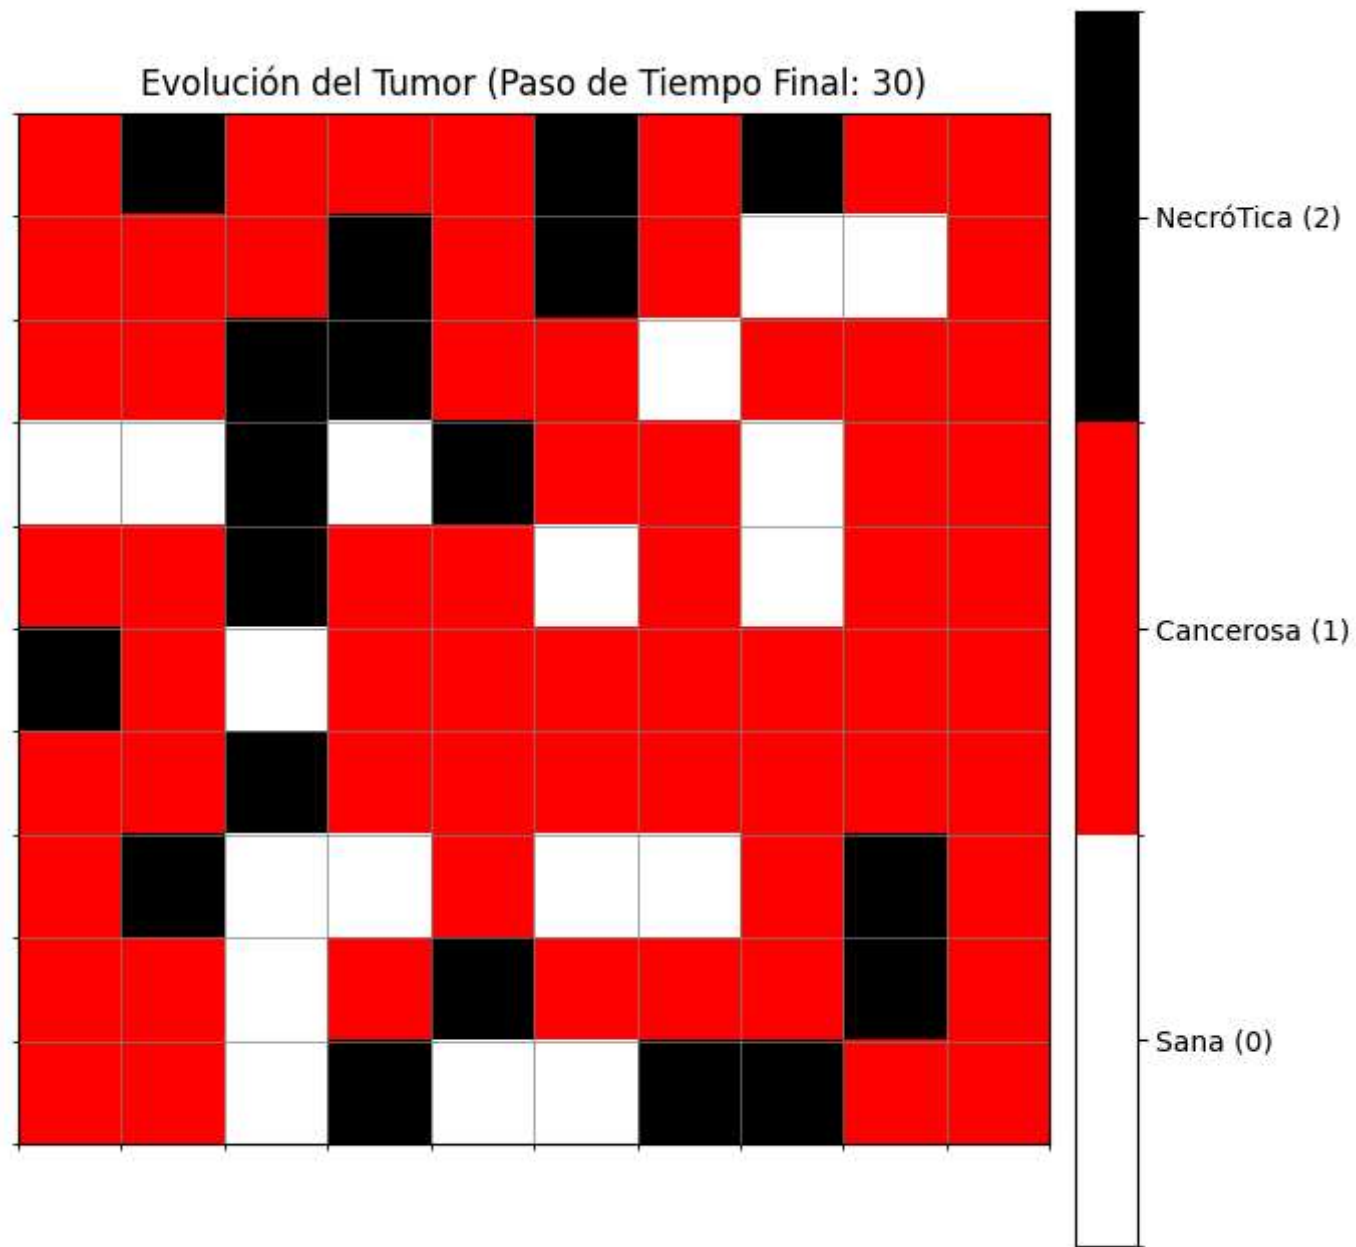 Evolución del Tumor (Paso de Tiempo Final: 30)
NecróTica (2)
Cancerosa (1)
Sana (0)